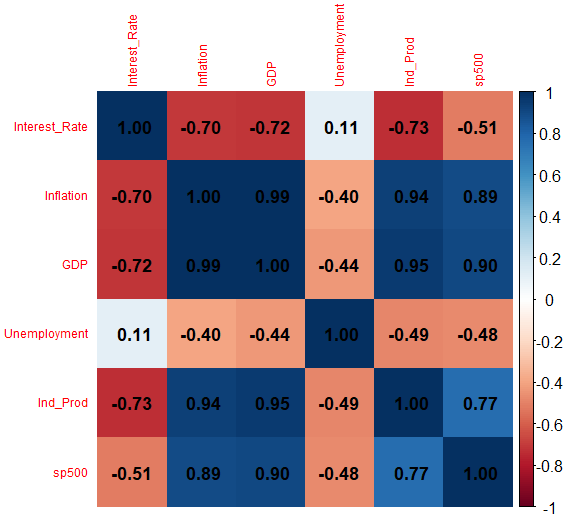 Interest_Rate Inflation GDP Unemployment Ind_Prod sp500
Interest_Rate 1.00 -0.70 -0.72 0.11 -0.73 -0.51
Inflation -0.70 1.00 0.99 -0.40 0.94 0.89
GDP -0.72 0.99 1.00 -0.44 0.95 0.90
Unemployment 0.11 -0.40 -0.44 1.00 -0.49 -0.48
Ind_Prod -0.73 0.94 0.95 -0.49 1.00 0.77
sp500 -0.51 0.89 0.90 -0.48 0.77 1.00
1
0.8
0.6
0.4
0.2
0
-0.2
-0.4
-0.6
-0.8
-1